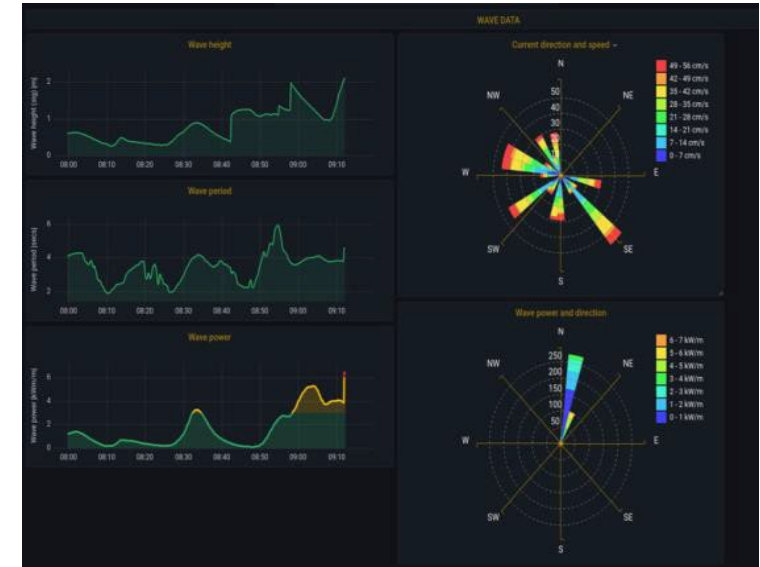 WAVE DATA
Wave height
Wave height (sig) [m]
2
1
0
08:00 08:10 08:20 08:30 08:40 08:50 09:00 09:10
Wave period
Wave period [secs]
6
4
2
08:00 08:10 08:20 08:30 08:40 08:50 09:00 09:10
Wave power
Wave power [kWm/m]
6
4
2
0
08:00 08:10 08:20 08:30 08:40 08:50 09:00 09:10
Current direction and speed
N
NE
E
SE
S
SW
W
NW
50
40
30
49 - 56 cm/s
42 - 49 cm/s
35 - 42 cm/s
28 - 35 cm/s
21 - 28 cm/s
14 - 21 cm/s
7 - 14 cm/s
0 - 7 cm/s
Wave power and direction
N
NE
E
SE
S
SW
W
NW
250
200
150
100
50
6 - 7 kW/m
5 - 6 kW/m
4 - 5 kW/m
3 - 4 kW/m
2 - 3 kW/m
1 - 2 kW/m
0 - 1 kW/m